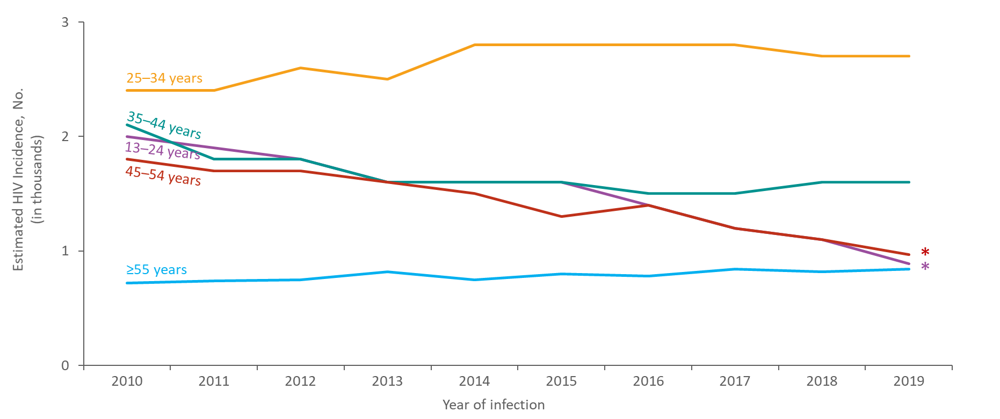 3
2
1
0
Estimated HIV Incidence, No.
(in thousands)
25–34 years
35–44 years
13–24 years
45–54 years
≥55 years
*
*
2010 2011 2012 2013 2014 2015 2016 2017 2018 2019
Year of infection